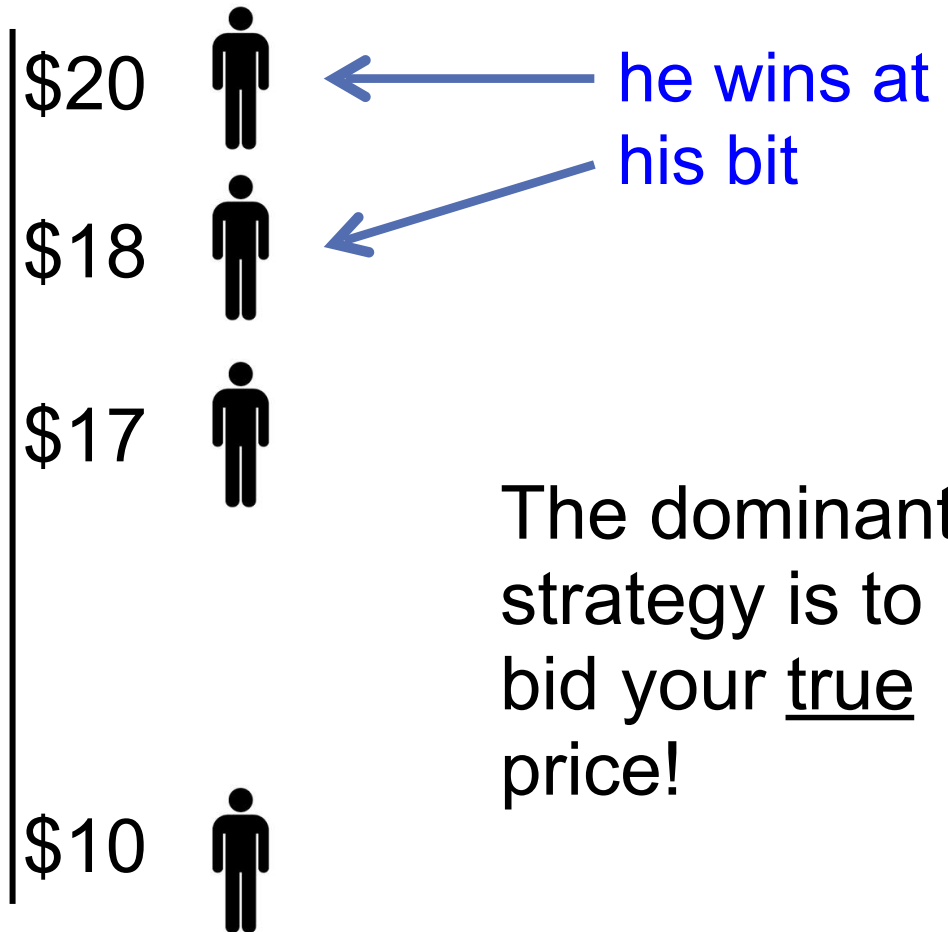 $20
he wins at
his bit
$18
$17
The dominant
strategy is to
bid your true
price!
$10